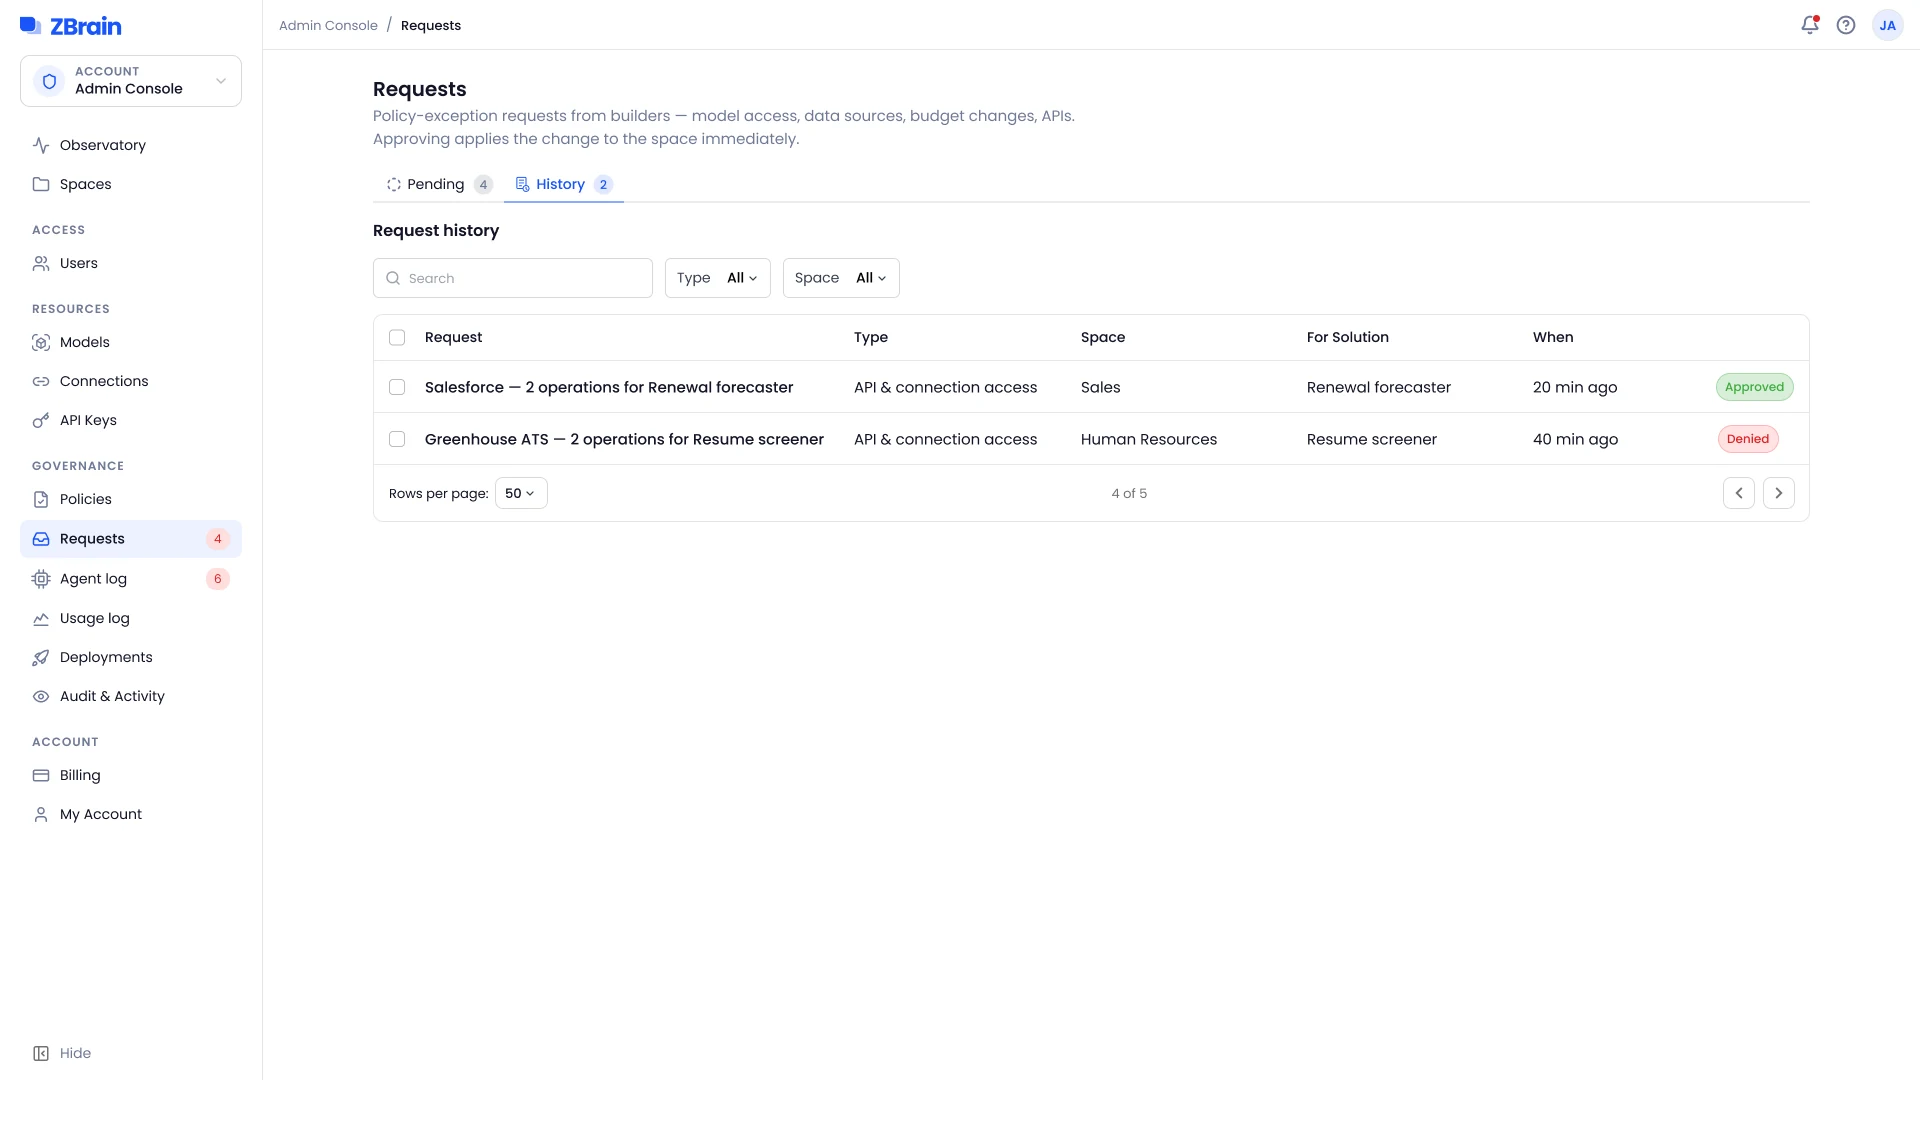 ZBrain
Admin Console / Requests
JA
ACCOUNT
Admin Console
Observatory
Spaces
ACCESS
Users
RESOURCES
Models
Connections
API Keys
GOVERNANCE
Policies
Requests 4
Agent log 6
Usage log
Deployments
Audit & Activity
ACCOUNT
Billing
My Account
Hide
Requests
Policy-exception requests from builders — model access, data sources, budget changes, APIs.
Approving applies the change to the space immediately.
Pending 4 History 2
Request history
Search Type All Space All
Request Type Space For Solution When
Salesforce — 2 operations for Renewal forecaster API & connection access Sales Renewal forecaster 20 min ago Approved
Greenhouse ATS — 2 operations for Resume screener API & connection access Human Resources Resume screener 40 min ago Denied
Rows per page: 50 4 of 5